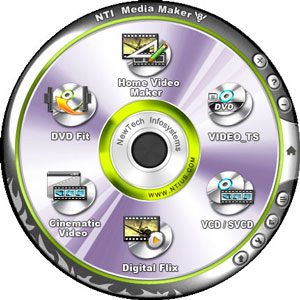 NTI Media Maker
Home Video
Maker
DVD Fit
DVD
VIDEO_TS
NewTech Infosystems
WWW.NTIUS.COM
Cinematic
Video
VCD / SVCD
Digital Flix